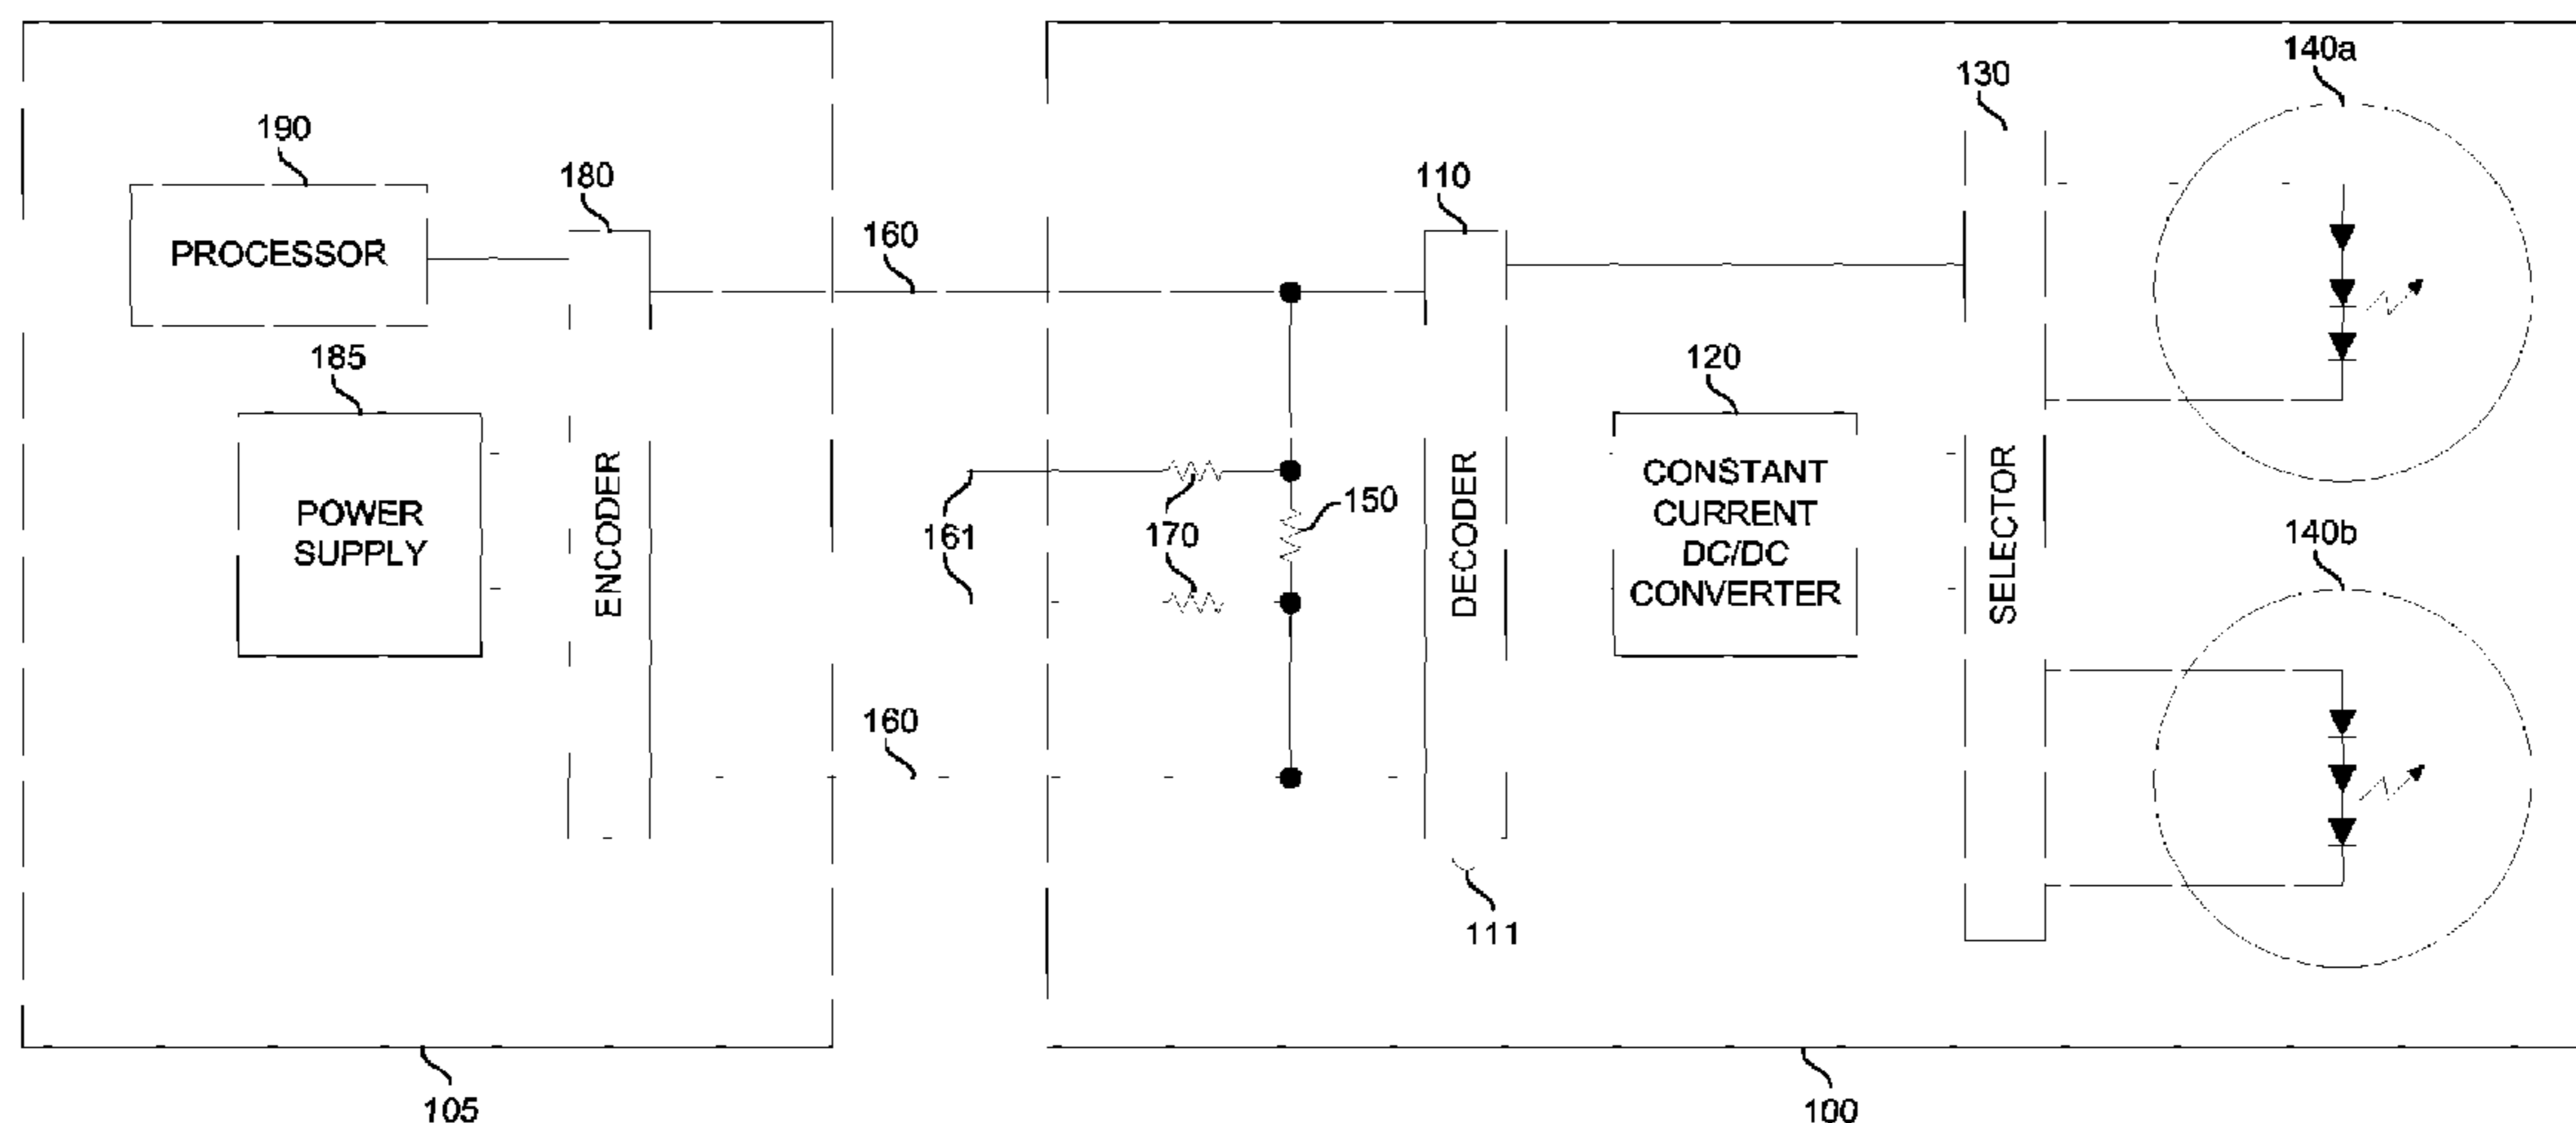 140a
130
190
180
110
160
PROCESSOR
185
120
POWER
SUPPLY
ENCODER
161
170
150
DECODER
CONSTANT
CURRENT
DC/DC
CONVERTER
SELECTOR
140b
160
111
105
100